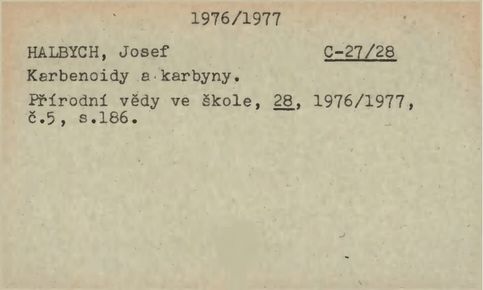 1976/1977
HALBYCH, Josef C-27/28
Karbenoidy a karbyny.
Přírodní vědy ve škole, 28, 1976/1977,
č.5, s.186.